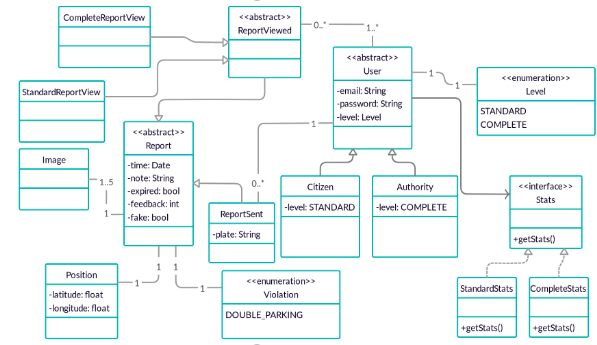 CompleteReportView
<<abstract>>
ReportViewed
0..*
1..*
StandardReportView
<<abstract>>
User
-email: String
-password: String
-level: Level
1
1
<<enumeration>>
Level
STANDARD
COMPLETE
<<abstract>>
Report
-time: Date
-note: String
-expired: bool
-feedback: int
-fake: bool
1
0..*
Image
1..5
1
ReportSent
-plate: String
Citizen
-level: STANDARD
Authority
-level: COMPLETE
<<interface>>
Stats
+getStats()
Position
-latitude: float
-longitude: float
1
1
1
1
<<enumeration>>
Violation
DOUBLE_PARKING
StandardStats
+getStats()
CompleteStats
+getStats()